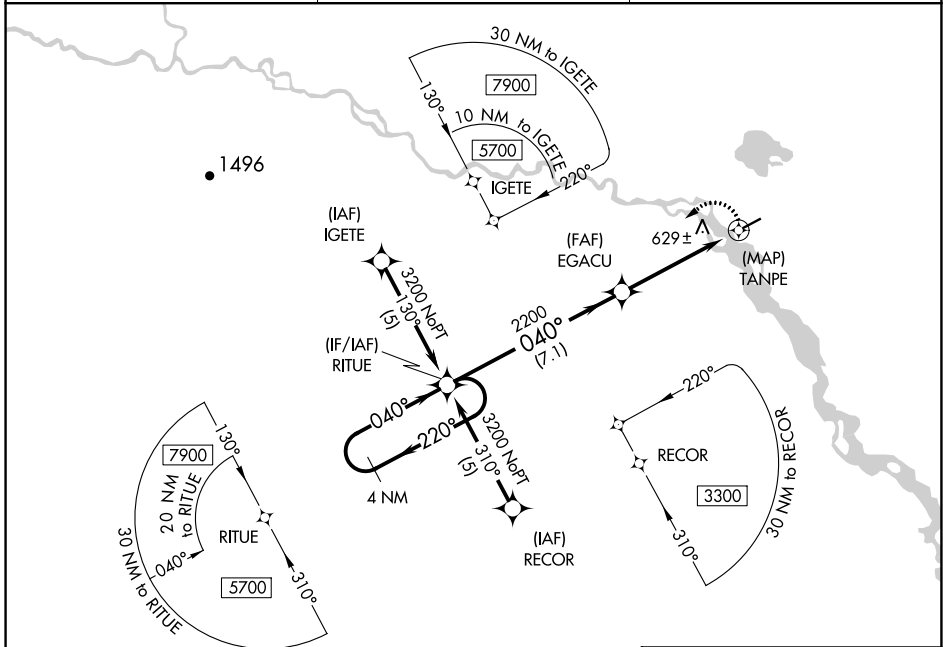 30 NM to IGETE
7900
130°
10 NM to IGETE
5700
220°
IGETE
1496
(IAF)
IGETE
629±
(MAP)
TANPE
(FAF)
EGACU
3200 NoPT
130°
(5)
2200
040°
(7.1)
(IF/IAF)
RITUE
040°
220°
4 NM
3200 NoPT
310°
(5)
(IAF)
RECOR
220°
RECOR
3300
310°
30 NM to RECOR
130°
7900
20 NM
to RITUE
RITUE
040°
5700
310°
30 NM to RITUE